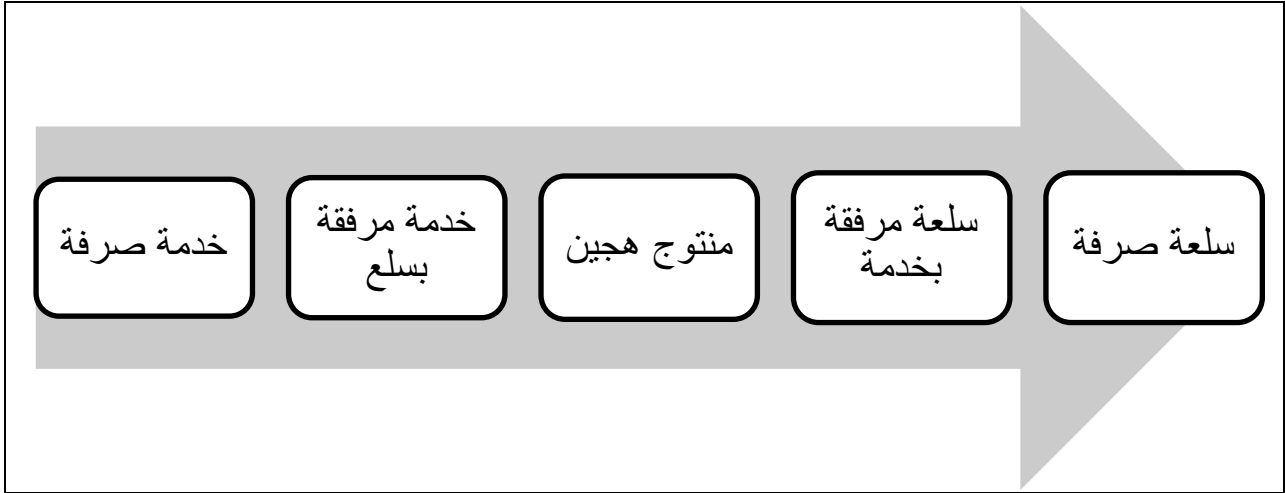 سلعة صرفة
سلعة مرفقة
بخدمة
منتوج هجين
خدمة مرفقة
بسلع
خدمة صرفة